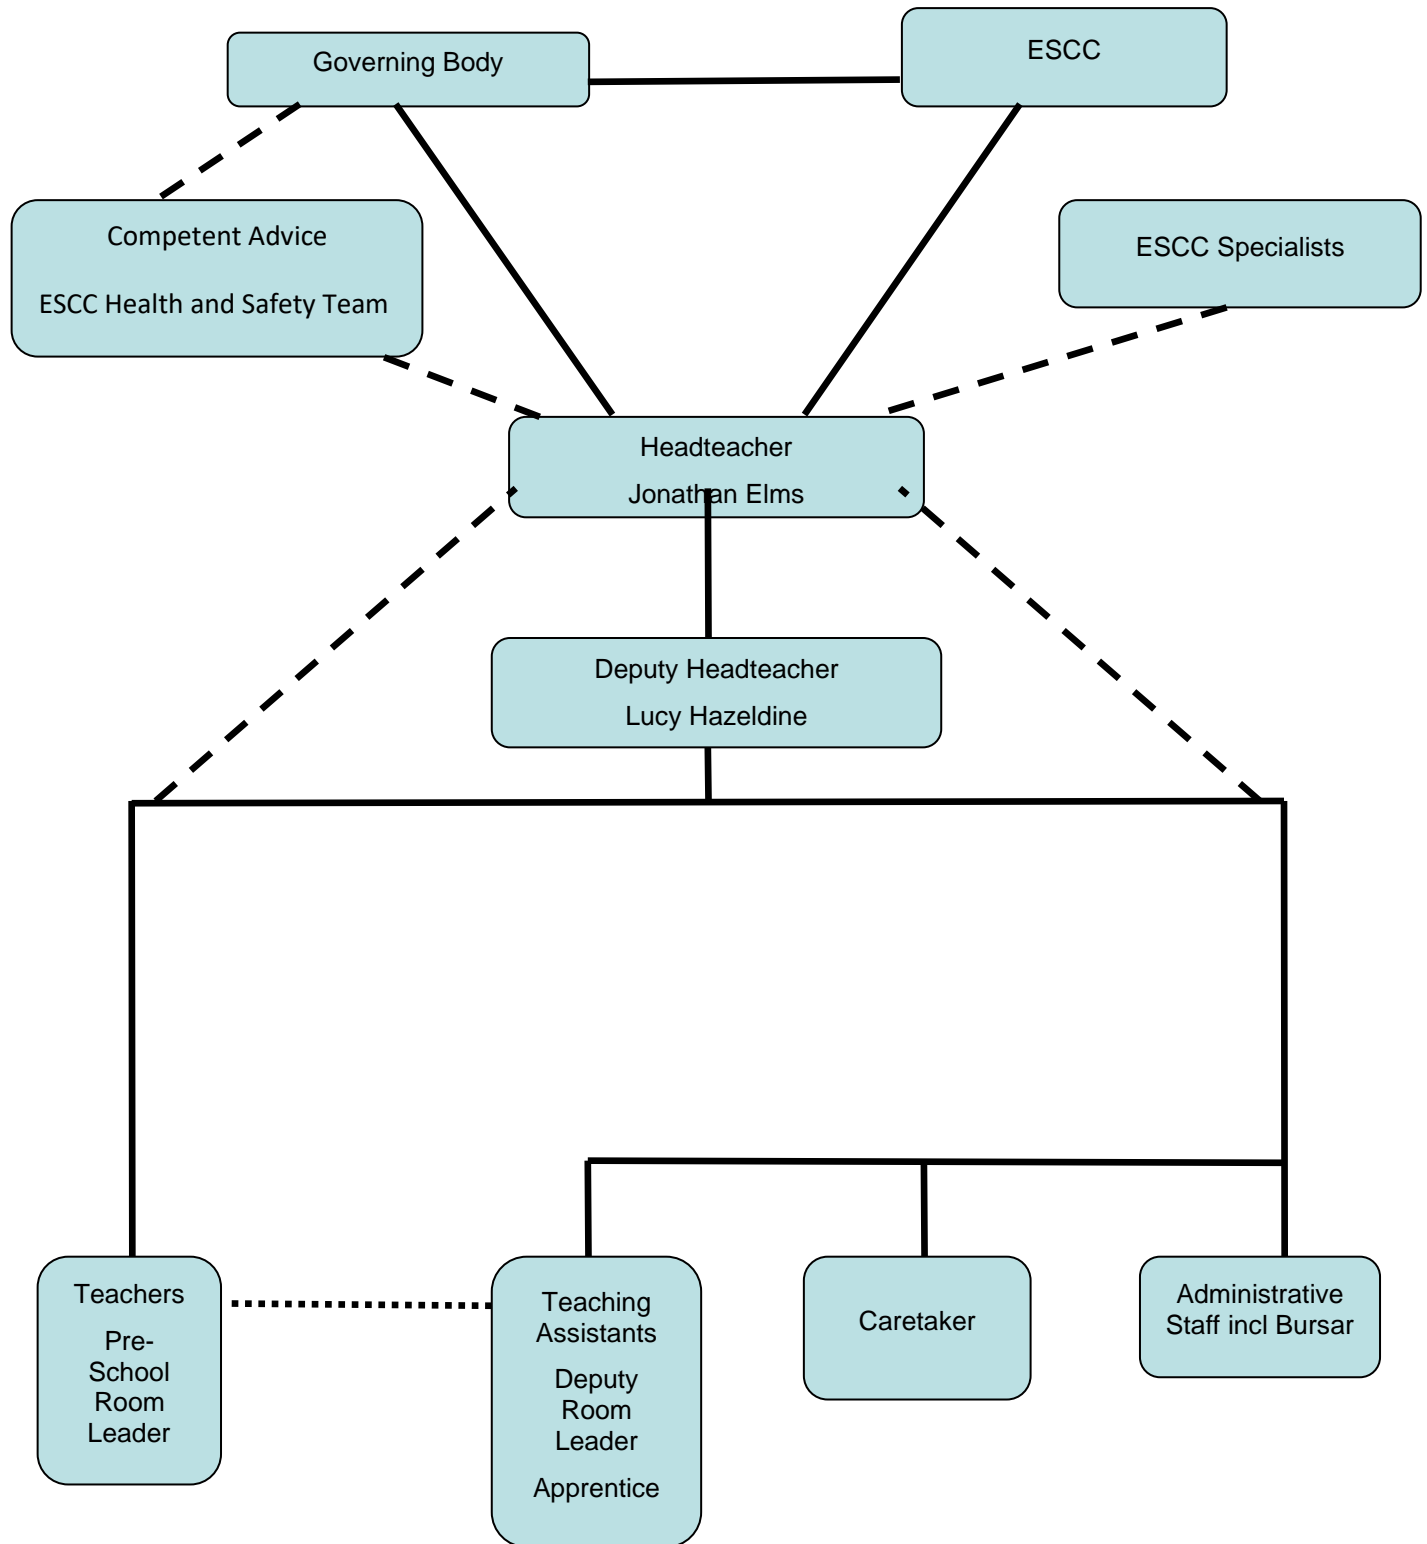 Governing Body
ESCC
Competent Advice
ESCC Health and Safety Team
ESCC Specialists
Headteacher
Jonathan Elms
Deputy Headteacher
Lucy Hazeldine
Teachers
Pre-
School
Room
Leader
Teaching
Assistants
Deputy
Room
Leader
Apprentice
Caretaker
Administrative
Staff incl Bursar